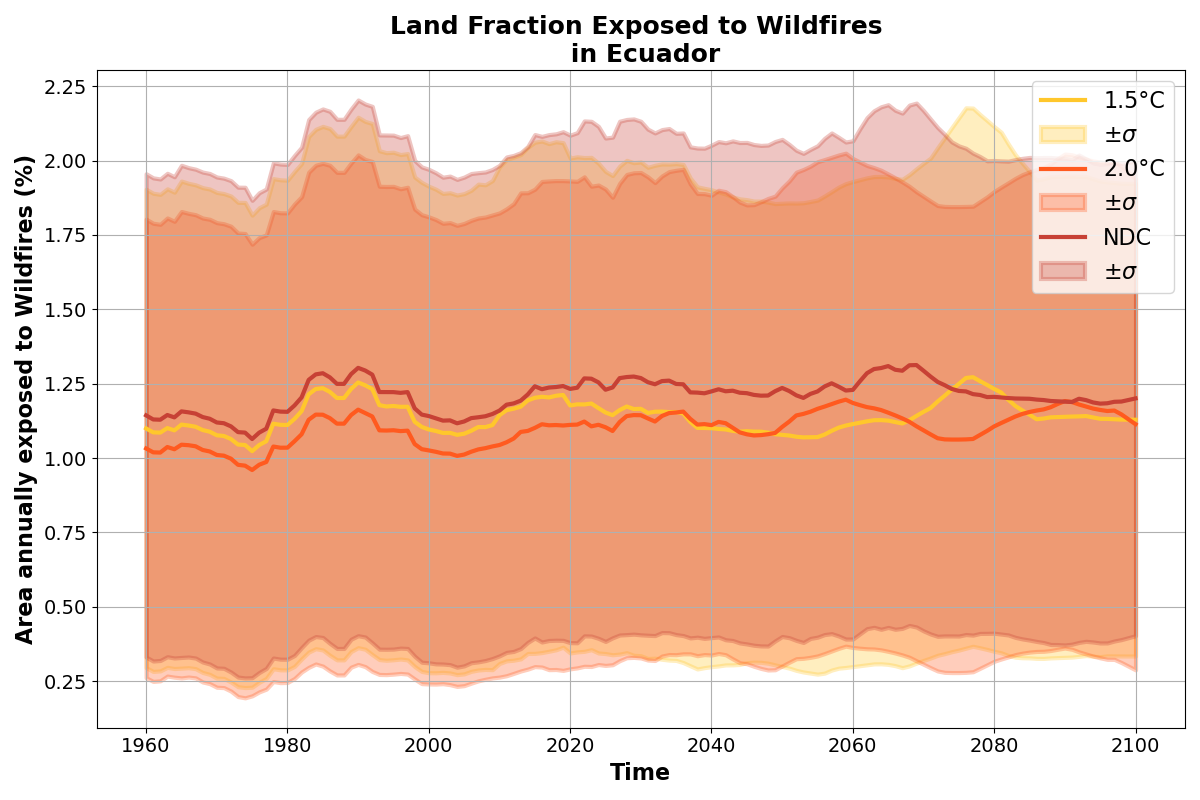 Land Fraction Exposed to Wildfires
in Ecuador
Area annually exposed to Wildfires (%)
2.25
2.00
1.75
1.50
1.25
1.00
0.75
0.50
0.25
1.5°C
±σ
2.0°C
±σ
NDC
±σ
1960
1980
2000
2020
2040
2060
2080
2100
Time